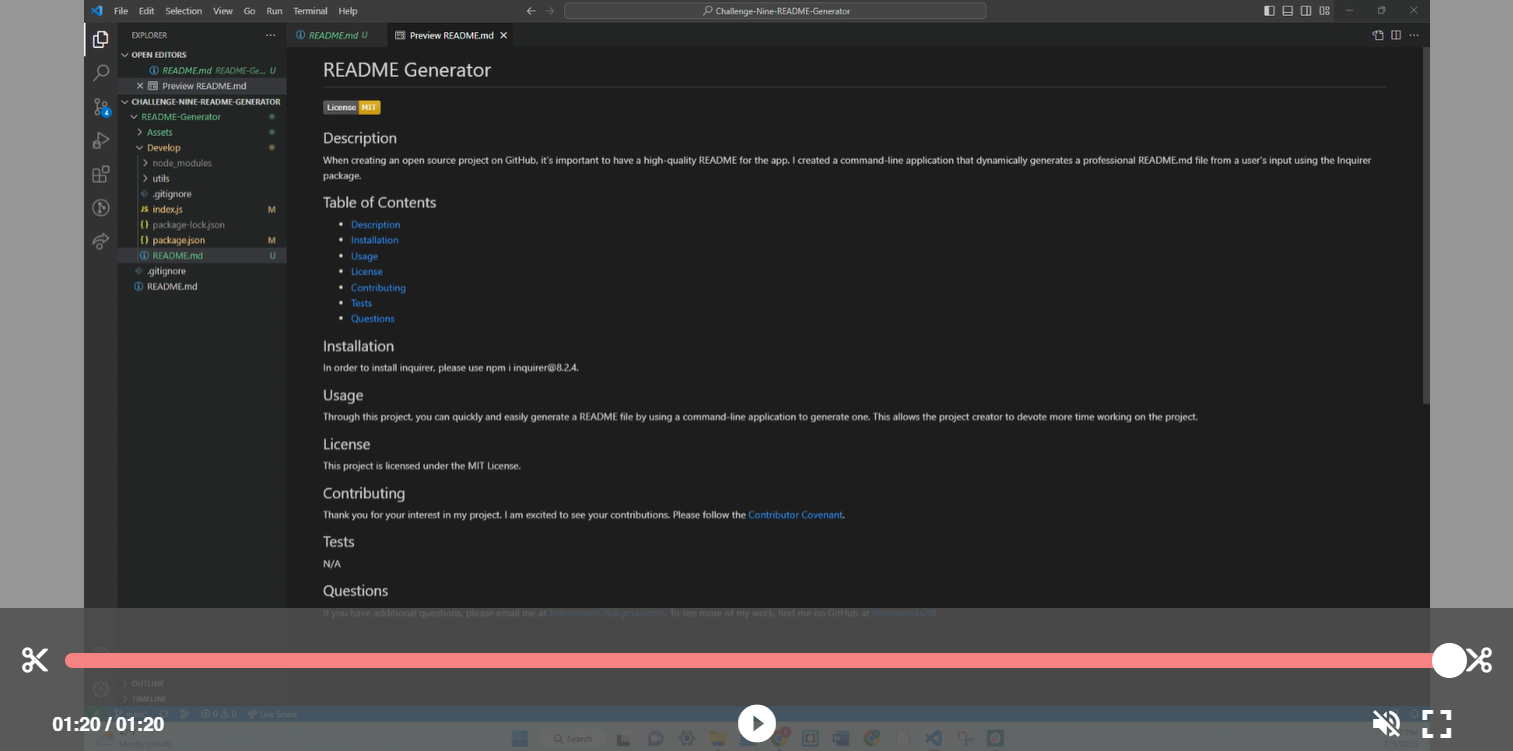 File Edit Selection View Go Run Terminal Help
Challenge-Nine-README-Generator
EXPLORER
README.md U
Preview README.md
OPEN EDITORS
README.md README-Ge... U
Preview README.md
CHALLENGE-NINE-README-GENERATOR
README-Generator
Assets
Develop
node_modules
utils
.gitignore
JS index.js M
{} package-lock.json
{} package.json M
README.md U
.gitignore
README.md
4
README Generator
License MIT
Description
When creating an open source project on GitHub, it's important to have a high-quality README for the app. I created a command-line application that dynamically generates a professional README.md file from a user's input using the Inquirer
package.
Table of Contents
Description
Installation
Usage
License
Contributing
Tests
Questions
Installation
In order to install inquirer, please use npm i inquirer@8.2.4.
Usage
Through this project, you can quickly and easily generate a README file by using a command-line application to generate one. This allows the project creator to devote more time working on the project.
License
This project is licensed under the MIT License.
Contributing
Thank you for your interest in my project. I am excited to see your contributions. Please follow the Contributor Covenant.
Tests
N/A
Questions
If you have additional questions, please email me at To see more of my work, find me on GitHub at
OUTLINE
TIMELINE
0 0 Live Share
01:20 / 01:20
Mostly cloudy
Search